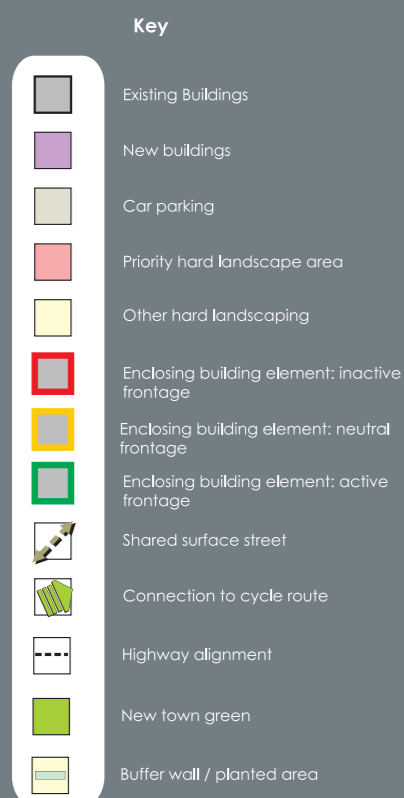 Key
Existing Buildings
New buildings
Car parking
Priority hard landscape area
Other hard landscaping
Enclosing building element: inactive
frontage
Enclosing building element: neutral
frontage
Enclosing building element: active
frontage
Shared surface street
Connection to cycle route
Highway alignment
New town green
Buffer wall / planted area